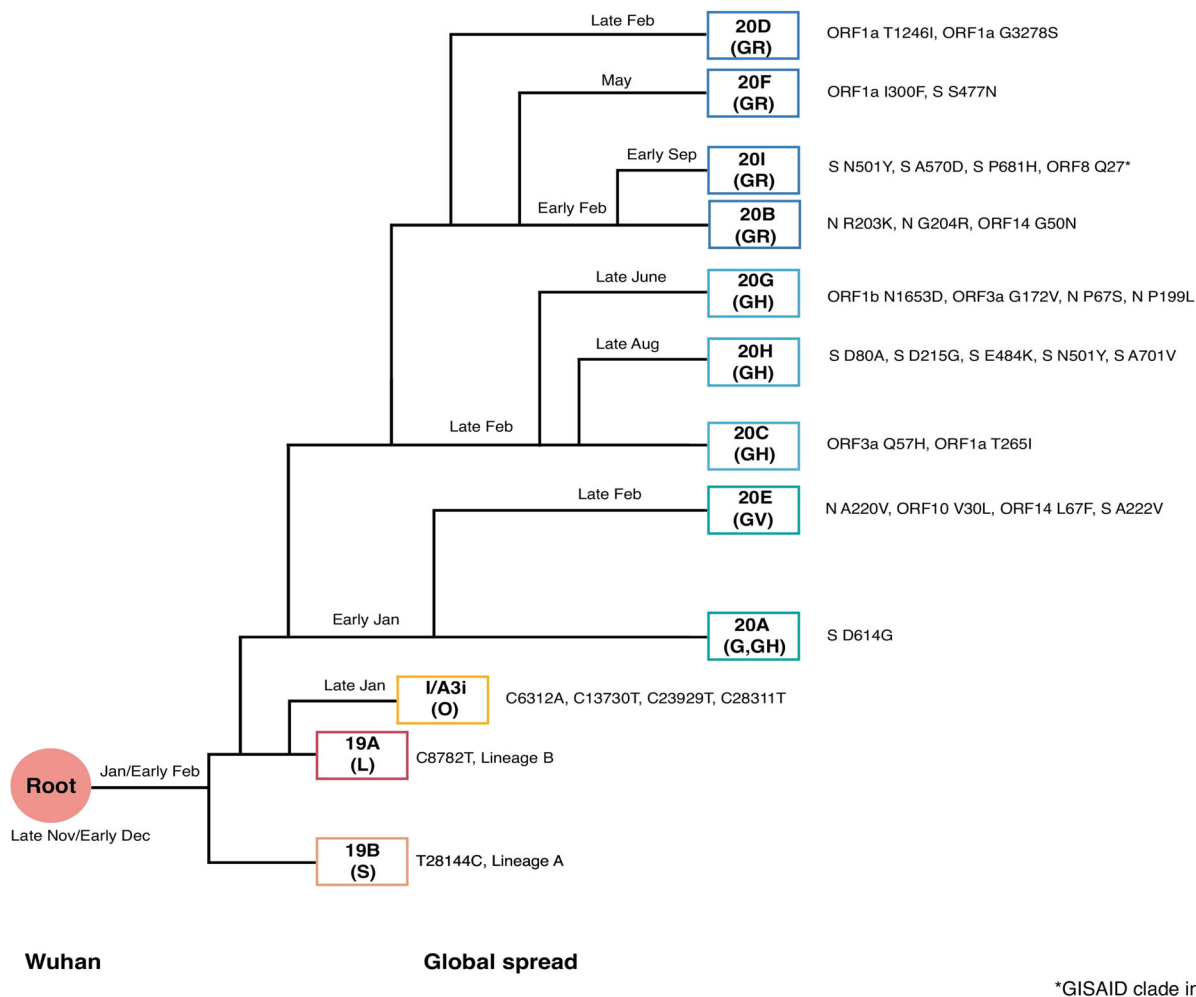 Late Feb
20D
(GR)
ORF1a T1246I, ORF1a G3278S
May
20F
(GR)
ORF1a I300F, S S477N
Early Sep
20I
(GR)
S N501Y, S A570D, S P681H, ORF8 Q27*
Early Feb
20B
(GR)
N R203K, N G204R, ORF14 G50N
Late June
20G
(GH)
ORF1b N1653D, ORF3a G172V, N P67S, N P199L
Late Aug
20H
(GH)
S D80A, S D215G, S E484K, S N501Y, S A701V
Late Feb
20C
(GH)
ORF3a Q57H, ORF1a T265I
Late Feb
20E
(GV)
N A220V, ORF10 V30L, ORF14 L67F, S A222V
Early Jan
20A
(G,GH)
S D614G
Late Jan
I/A3i
(O)
C6312A, C13730T, C23929T, C28311T
19A
(L)
C8782T, Lineage B
Jan/Early Feb
Root
Late Nov/Early Dec
19B
(S)
T28144C, Lineage A
Wuhan
Global spread
*GISAID clade